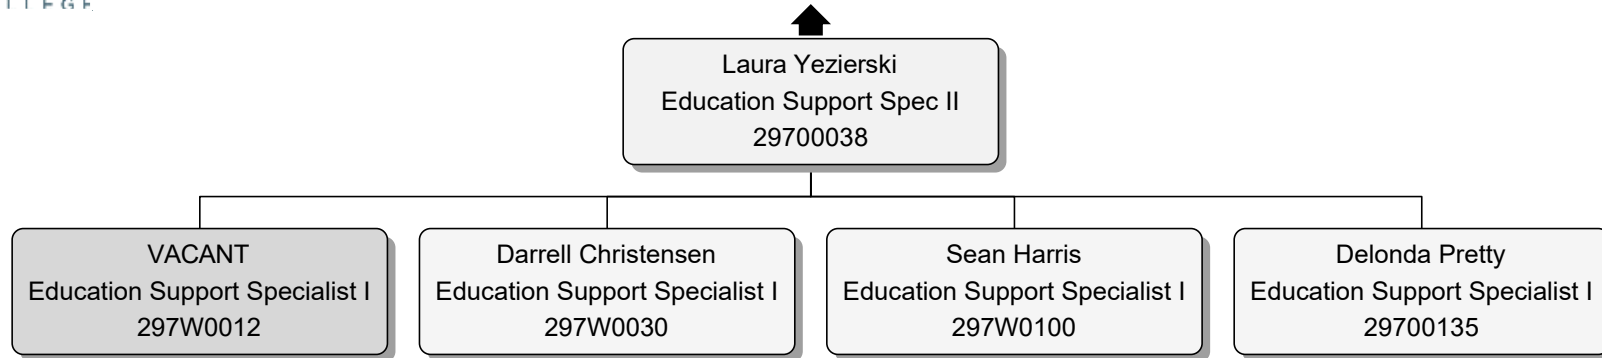 Laura Yezierski
Education Support Spec II
29700038
VACANT
Education Support Specialist I
297W0012
Darrell Christensen
Education Support Specialist I
297W0030
Sean Harris
Education Support Specialist I
297W0100
Delonda Pretty
Education Support Specialist I
29700135